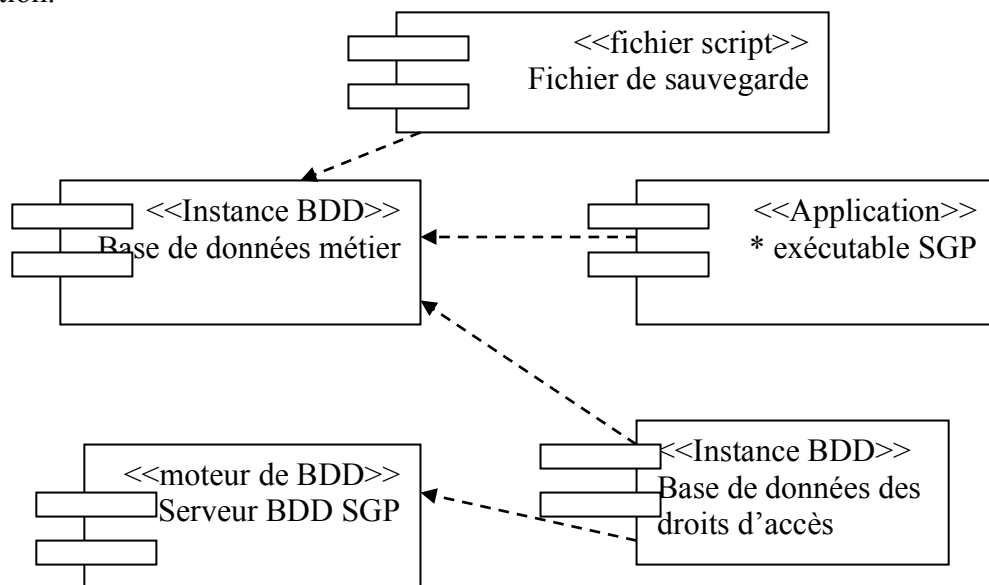 <<fichier script>>
Fichier de sauvegarde
<<Instance BDD>>
Base de données métier
<<Application>>
* exécutable SGP
<<moteur de BDD>>
Serveur BDD SGP
<<Instance BDD>>
Base de données des
droits d’accès